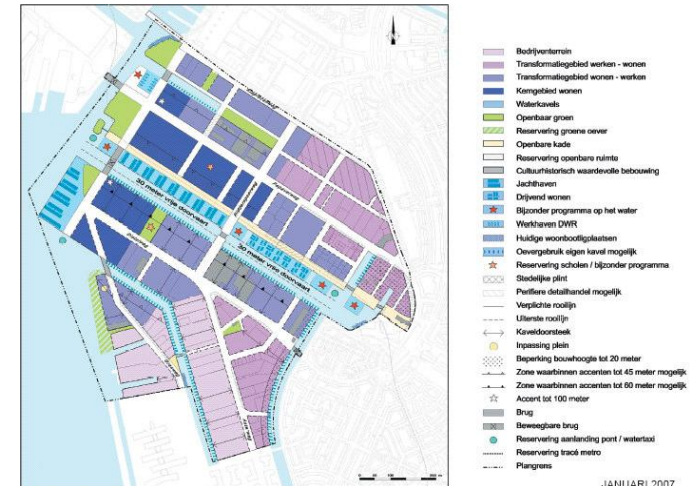 30 meter vrije doorvaart
30 meter vrije doorvaart
Bedrijventerrein
Transformatiegebied werken - wonen
Transformatiegebied wonen - werken
Kerngebied wonen
Waterkavels
Openbaar groen
Reservering groene oever
Openbare kade
Reservering openbare ruimte
Cultuurhistorisch waardevolle bebouwing
Jachthaven
Drijvend wonen
Bijzonder programma op het water
Werkhaven DWR
Huidige woonbootligplaatsen
Oevergebruik eigen kavel mogelijk
Reservering scholen / bijzonder programma
Stedelijke plint
Perifiere detailhandel mogelijk
Verplichte rooilijn
Uiterste rooilijn
Kaveldoorsteek
Inpassing plein
Beperking bouwhoogte tot 20 meter
Zone waarbinnen accenten tot 45 meter mogelijk
Zone waarbinnen accenten tot 60 meter mogelijk
Accent tot 100 meter
Brug
Beweegbare brug
Reservering aanlanding pont / watertaxi
Reservering tracé metro
Plangrens
JANUARI 2007